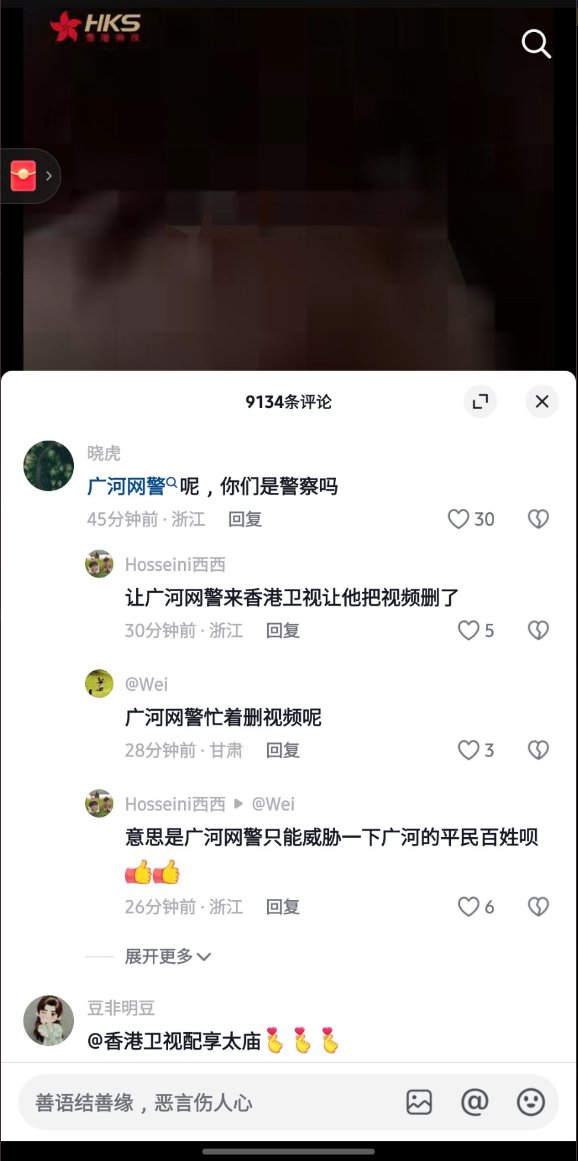 HKS
香港衛視
9134条评论
晓虎
广河网警呢，你们是警察吗
45分钟前 · 浙江 回复 30
Hosseini西西
让广河网警来香港卫视让他把视频删了
30分钟前 · 浙江 回复 5
@Wei
广河网警忙着删视频呢
28分钟前 · 甘肃 回复 3
Hosseini西西 ▶ @Wei
意思是广河网警只能威胁一下广河的平民百姓呗
👍👍
26分钟前 · 浙江 回复 6
展开更多
豆非明豆
@香港卫视配享太庙🫰🫰🫰
善语结善缘，恶言伤人心